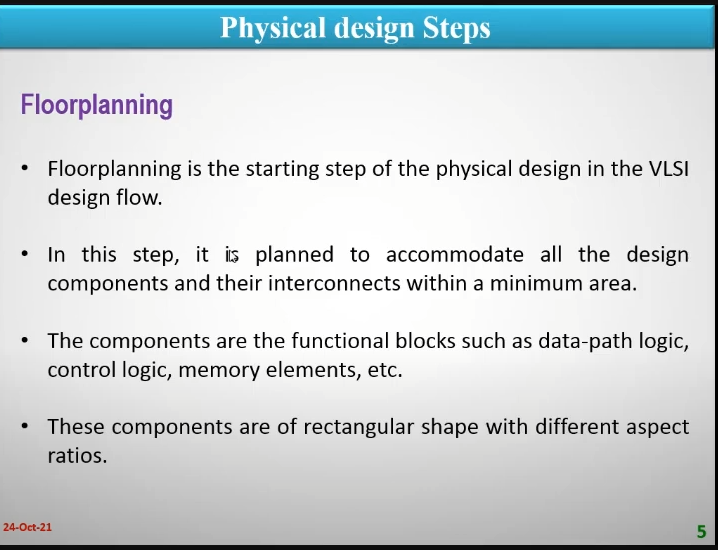 Physical design Steps
Floorplanning
• Floorplanning is the starting step of the physical design in the VLSI
design flow.
• In this step, it is planned to accommodate all the design
components and their interconnects within a minimum area.
• The components are the functional blocks such as data-path logic,
control logic, memory elements, etc.
• These components are of rectangular shape with different aspect
ratios.
24-Oct-21
5